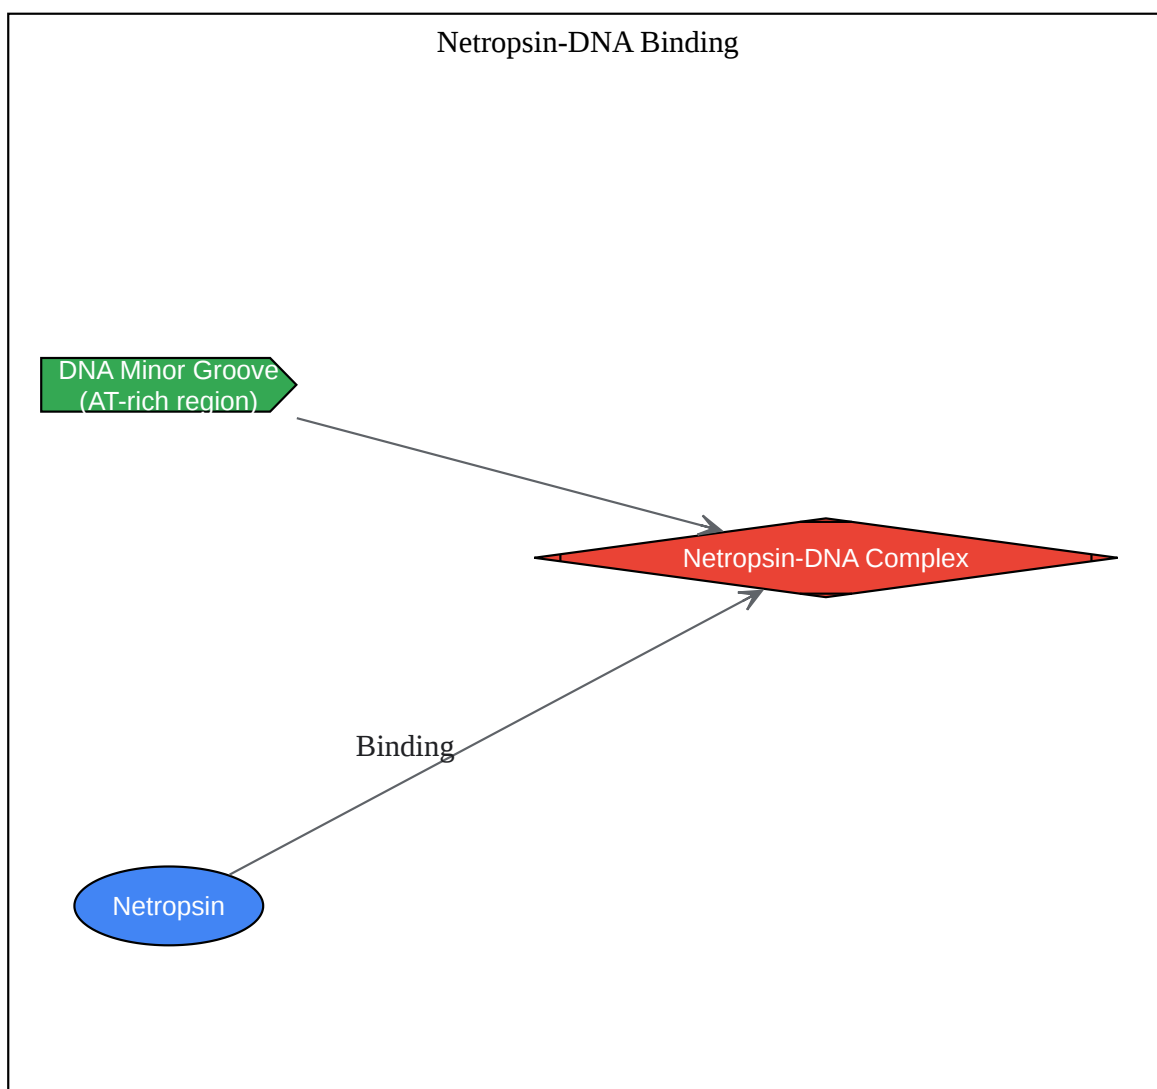 Netropsin-DNA Binding
DNA Minor Groove
(AT-rich region)
Netropsin-DNA Complex
Binding
Netropsin